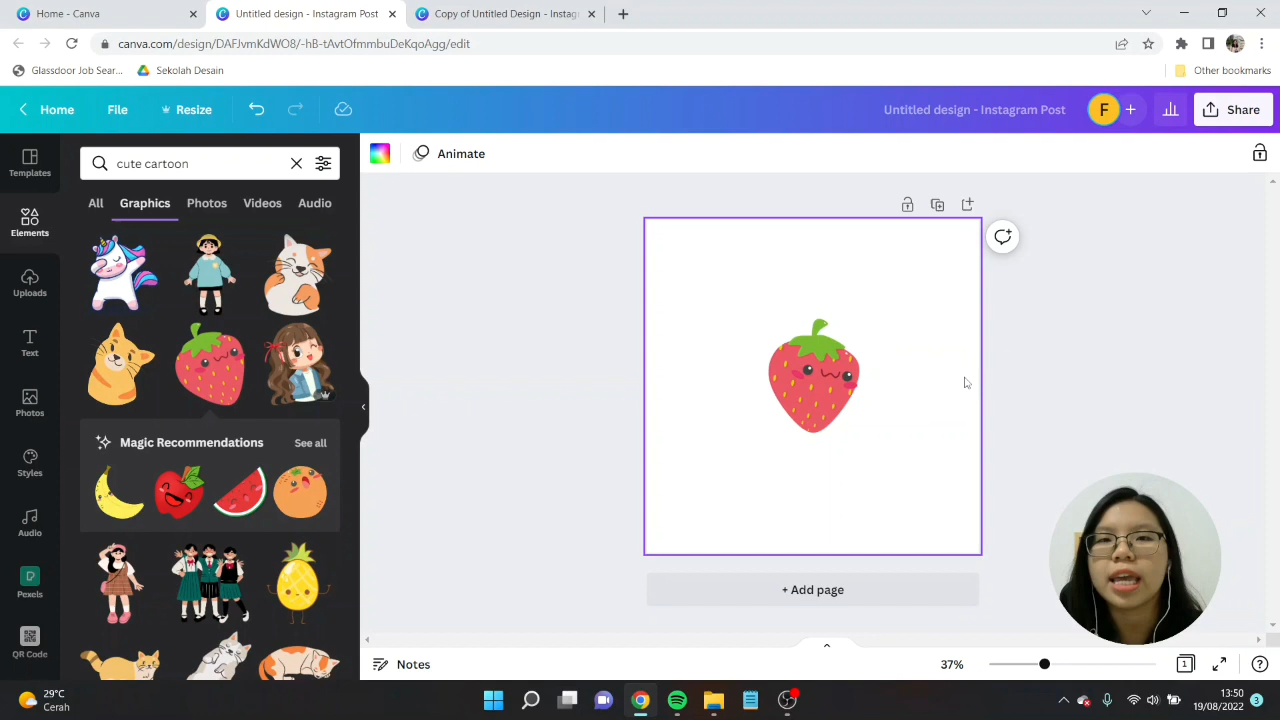 Home - Canva
Untitled design - Instagram Post
Copy of Untitled Design - Instag
canva.com/design/DAFJvmKdWO8/-hB-tAvtOfmmbuDeKqoAgg/edit
Glassdoor Job Sear...
Sekolah Desain
Other bookmarks
Home
File
Resize
Untitled design - Instagram Post
F
Share
Templates
Elements
Uploads
Text
Photos
Styles
Audio
Pexels
QR Code
cute cartoon
All
Graphics
Photos
Videos
Audio
Magic Recommendations
See all
Animate
+ Add page
Notes
37%
1
29°C
Cerah
13:50
19/08/2022
3